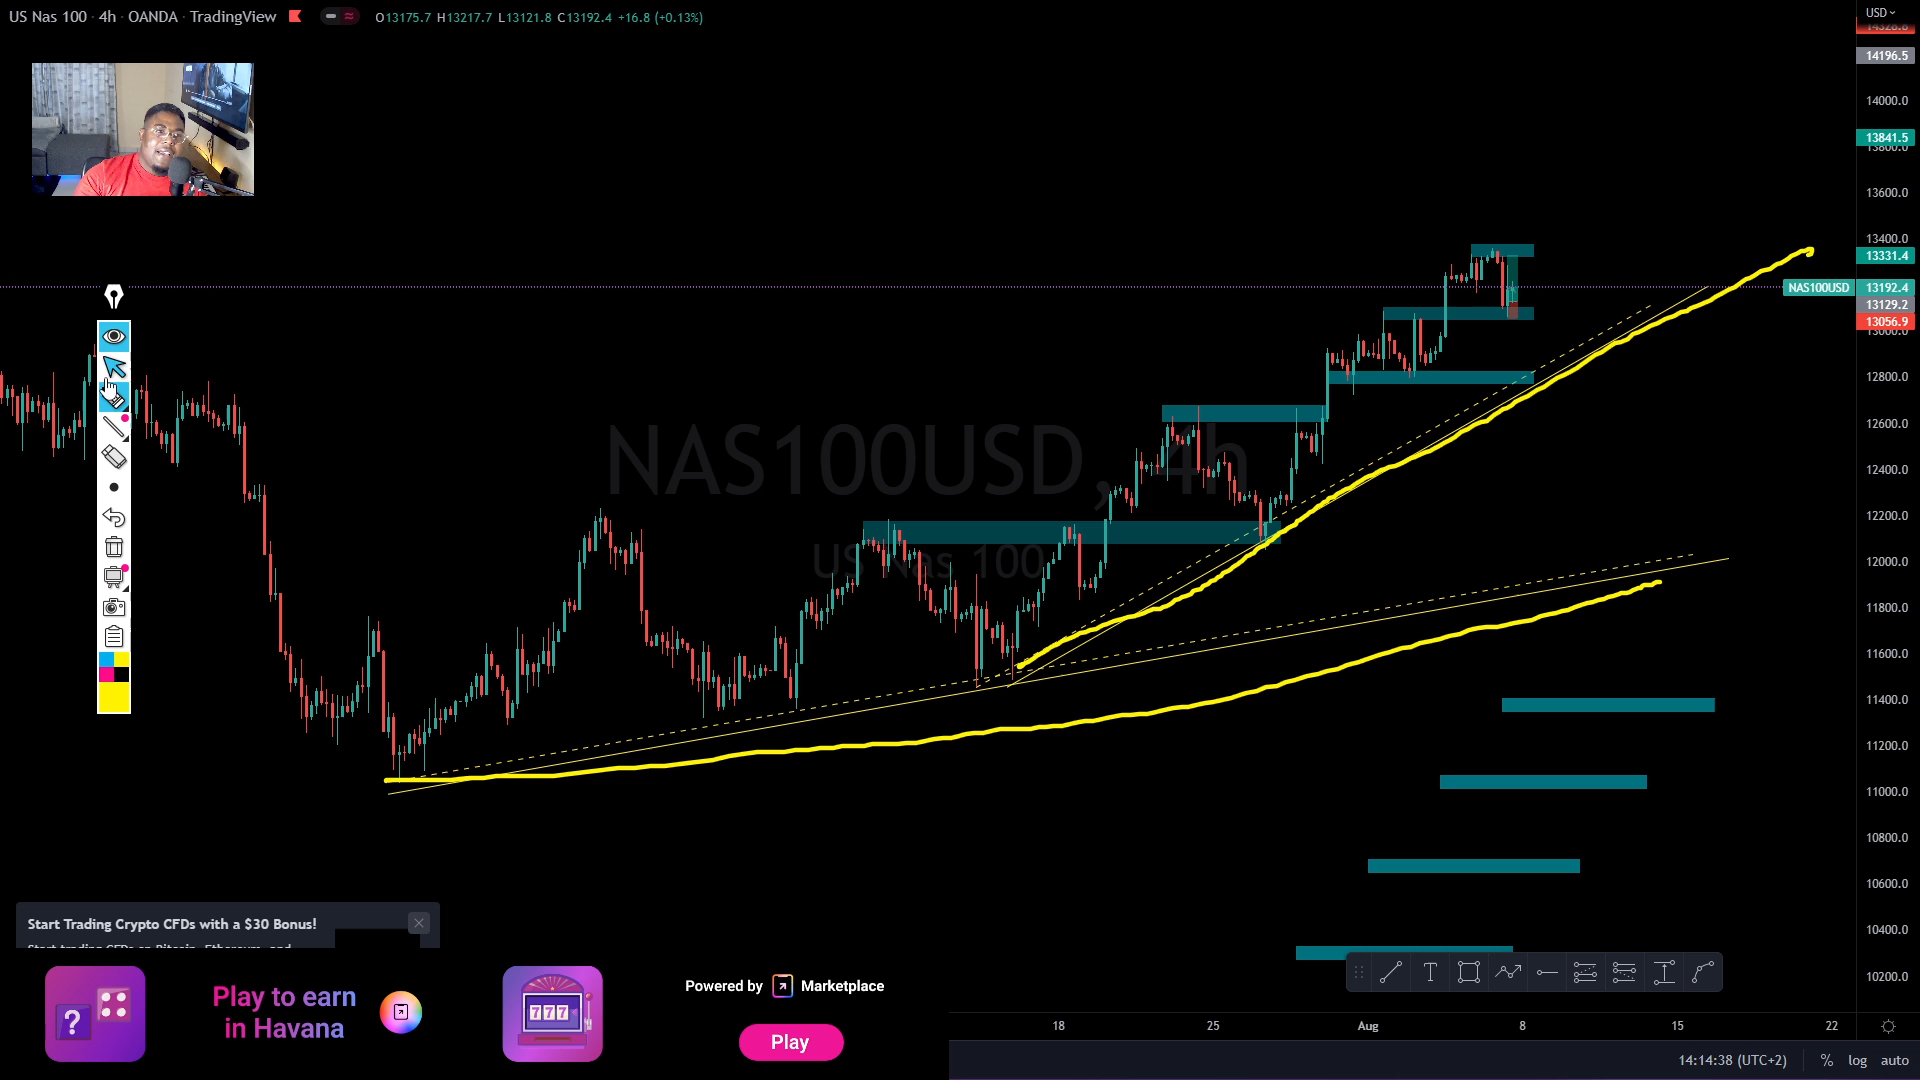 US Nas 100 · 4h · OANDA · TradingView
O13175.7 H13217.7 L13121.8 C13192.4 +16.8 (+0.13%)
USD
14196.5
14000.0
13841.5
13800.0
13600.0
13400.0
13331.4
NAS100USD 13192.4
13129.2
13056.9
13000.0
12800.0
12600.0
12400.0
12200.0
12000.0
11800.0
11600.0
11400.0
11200.0
11000.0
10800.0
10600.0
10400.0
10200.0
NAS100USD, 4h
US Nas 100
Start Trading Crypto CFDs with a $30 Bonus!
Play to earn
in Havana
777
Powered by Marketplace
Play
18 25 Aug 8 15 22
14:14:38 (UTC+2) % log auto